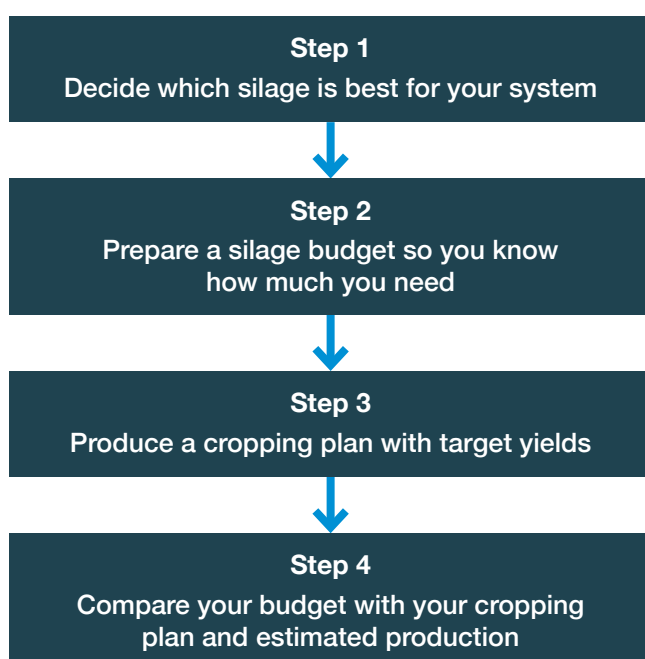 Step 1
Decide which silage is best for your system
Step 2
Prepare a silage budget so you know
how much you need
Step 3
Produce a cropping plan with target yields
Step 4
Compare your budget with your cropping
plan and estimated production